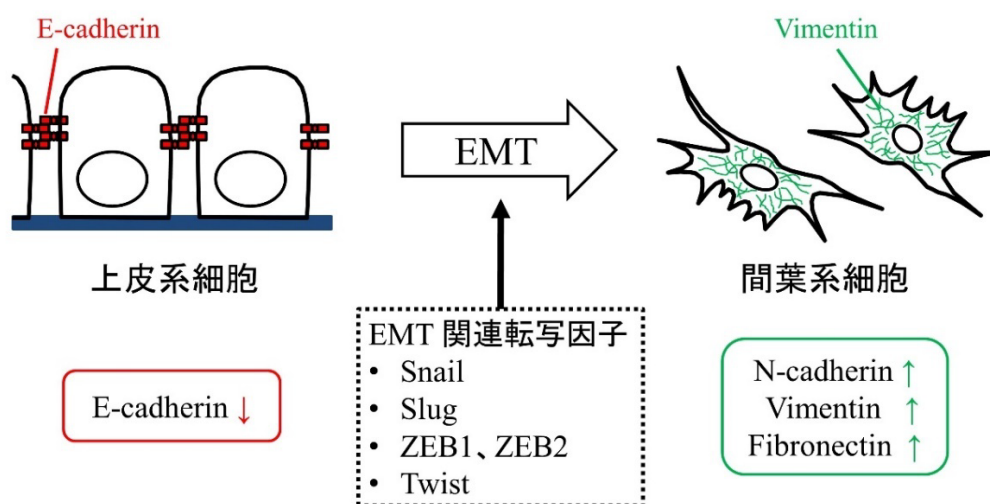 E-cadherin
Vimentin
EMT
上皮系細胞
間葉系細胞
EMT 関連転写因子
• Snail
• Slug
• ZEB1、ZEB2
• Twist
E-cadherin ↓
N-cadherin ↑
Vimentin ↑
Fibronectin ↑